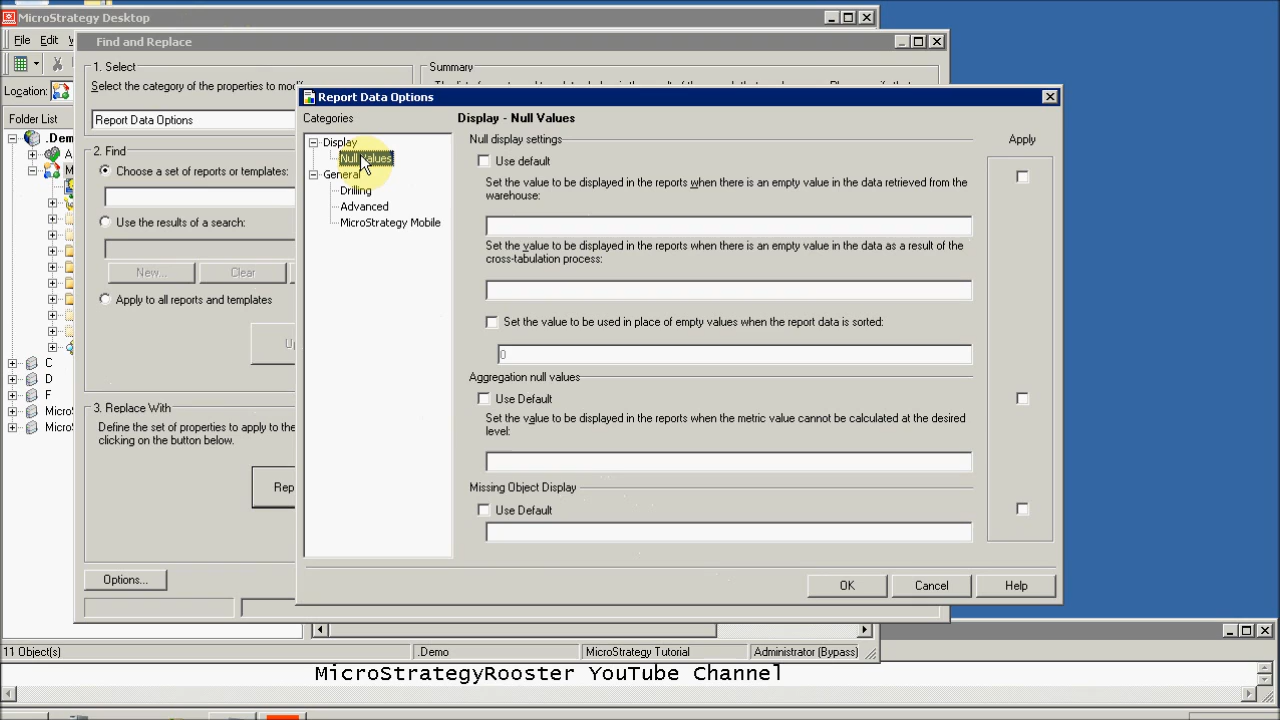 MicroStrategy Desktop
File Edit
Find and Replace
Location:
Folder List
.Demo
C
D
F
1. Select
Select the category of the properties to modify
Report Data Options
Summary
2. Find
Choose a set of reports or templates:
Use the results of a search:
New...
Clear
Apply to all reports and templates
3. Replace With
Define the set of properties to apply to the
clicking on the button below.
Options...
Report Data Options
Categories
Display
Null Values
General
Drilling
Advanced
MicroStrategy Mobile
Display - Null Values
Null display settings
Apply
Use default
Set the value to be displayed in the reports when there is an empty value in the data retrieved from the
warehouse:
Set the value to be displayed in the reports when there is an empty value in the data as a result of the
cross-tabulation process:
Set the value to be used in place of empty values when the report data is sorted:
0
Aggregation null values
Use Default
Set the value to be displayed in the reports when the metric value cannot be calculated at the desired
level:
Missing Object Display
Use Default
OK
Cancel
Help
11 Object(s)
.Demo
MicroStrategy Tutorial
Administrator (Bypass)
MicroStrategyRooster YouTube Channel